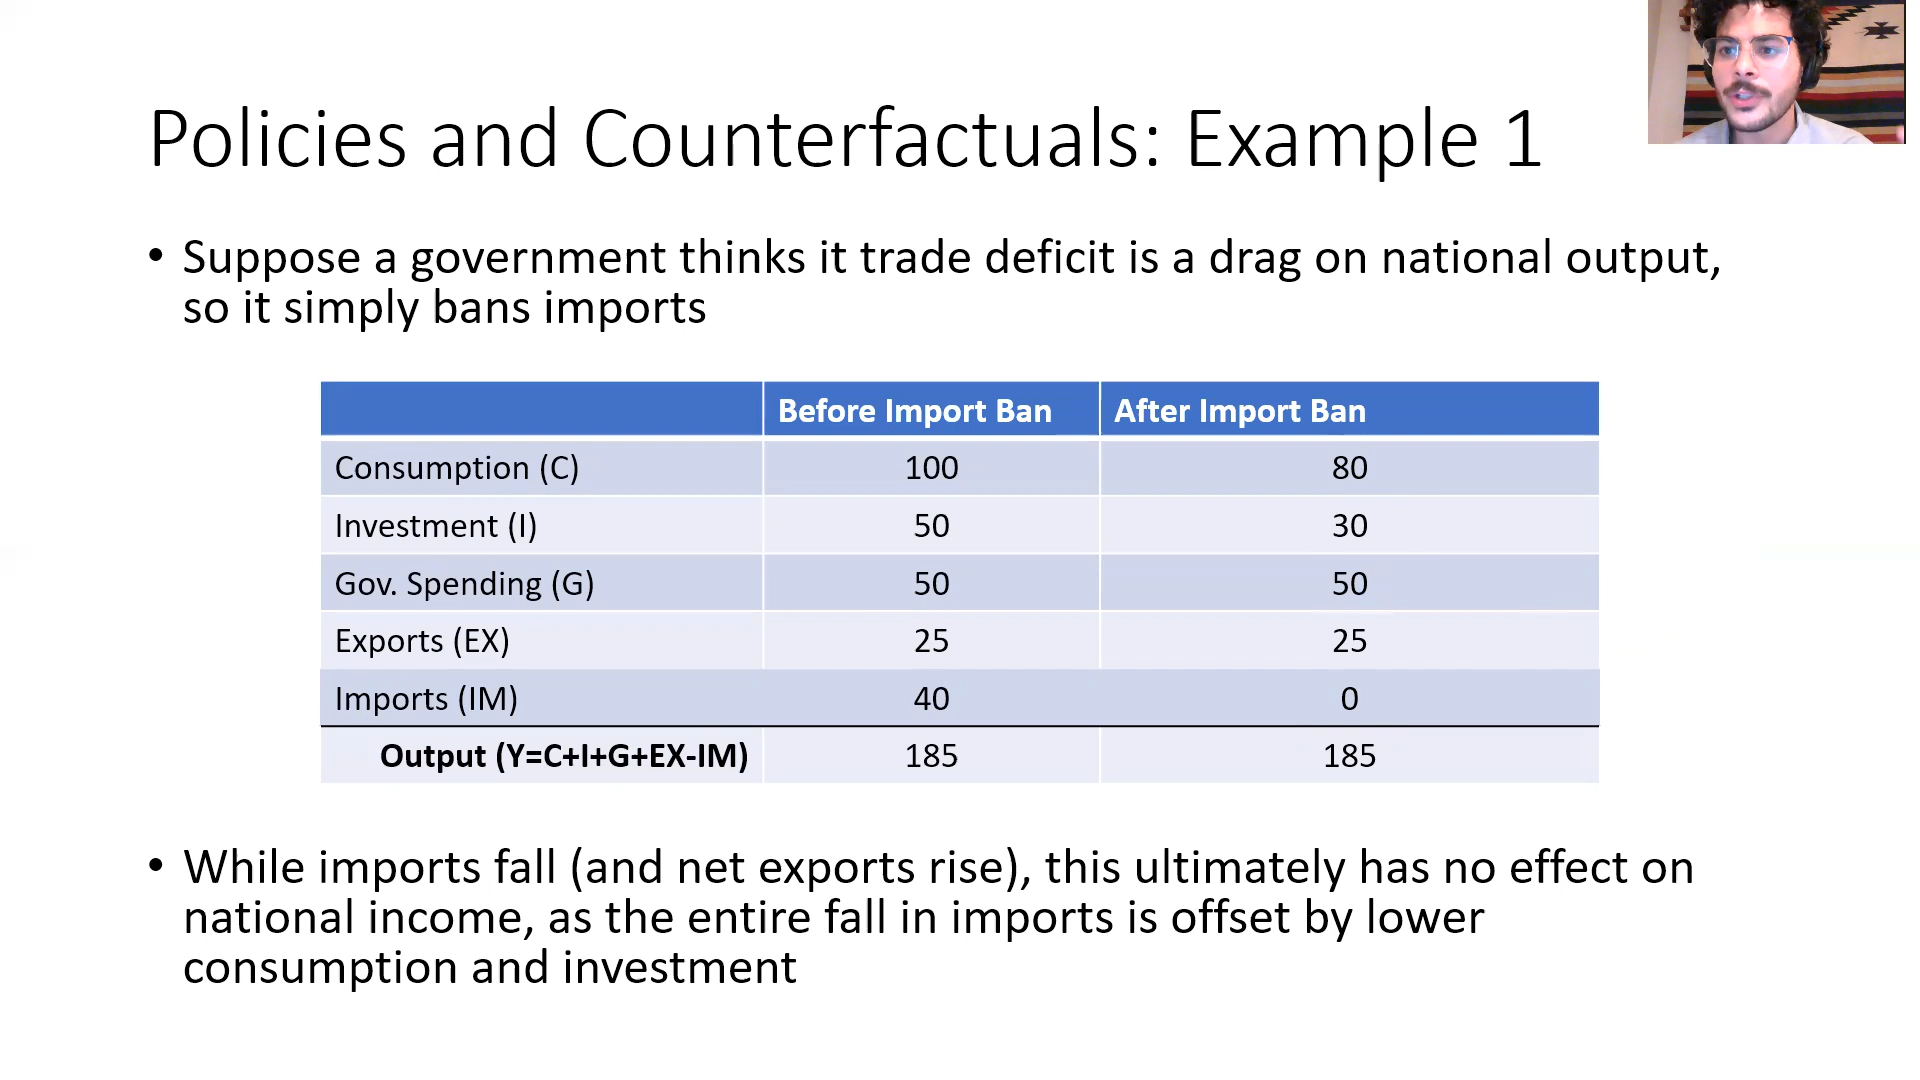 Policies and Counterfactuals: Example 1
• Suppose a government thinks it trade deficit is a drag on national output,
so it simply bans imports
Before Import Ban After Import Ban
Consumption (C) 100 80
Investment (I) 50 30
Gov. Spending (G) 50 50
Exports (EX) 25 25
Imports (IM) 40 0
Output (Y=C+I+G+EX-IM) 185 185
• While imports fall (and net exports rise), this ultimately has no effect on
national income, as the entire fall in imports is offset by lower
consumption and investment